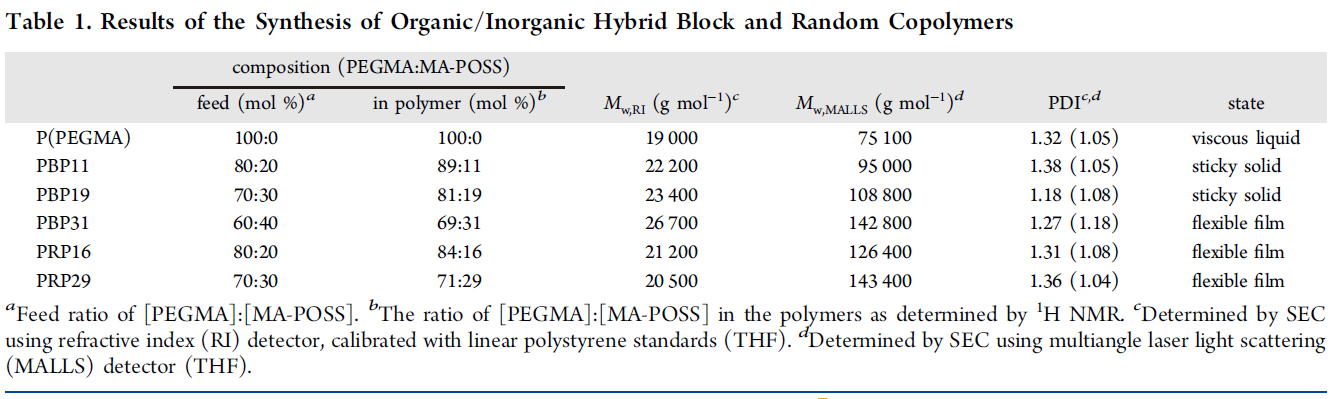 Table 1. Results of the Synthesis of Organic/Inorganic Hybrid Block and Random Copolymers
composition (PEGMA:MA-POSS)
feed (mol %)a in polymer (mol %)b Mw,RI (g mol−1)c Mw,MALLS (g mol−1)d PDIc,d state
P(PEGMA) 100:0 100:0 19 000 75 100 1.32 (1.05) viscous liquid
PBP11 80:20 89:11 22 200 95 000 1.38 (1.05) sticky solid
PBP19 70:30 81:19 23 400 108 800 1.18 (1.08) sticky solid
PBP31 60:40 69:31 26 700 142 800 1.27 (1.18) flexible film
PRP16 80:20 84:16 21 200 126 400 1.31 (1.08) flexible film
PRP29 70:30 71:29 20 500 143 400 1.36 (1.04) flexible film
aFeed ratio of [PEGMA]:[MA-POSS]. bThe ratio of [PEGMA]:[MA-POSS] in the polymers as determined by 1H NMR. cDetermined by SEC
using refractive index (RI) detector, calibrated with linear polystyrene standards (THF). dDetermined by SEC using multiangle laser light scattering
(MALLS) detector (THF).